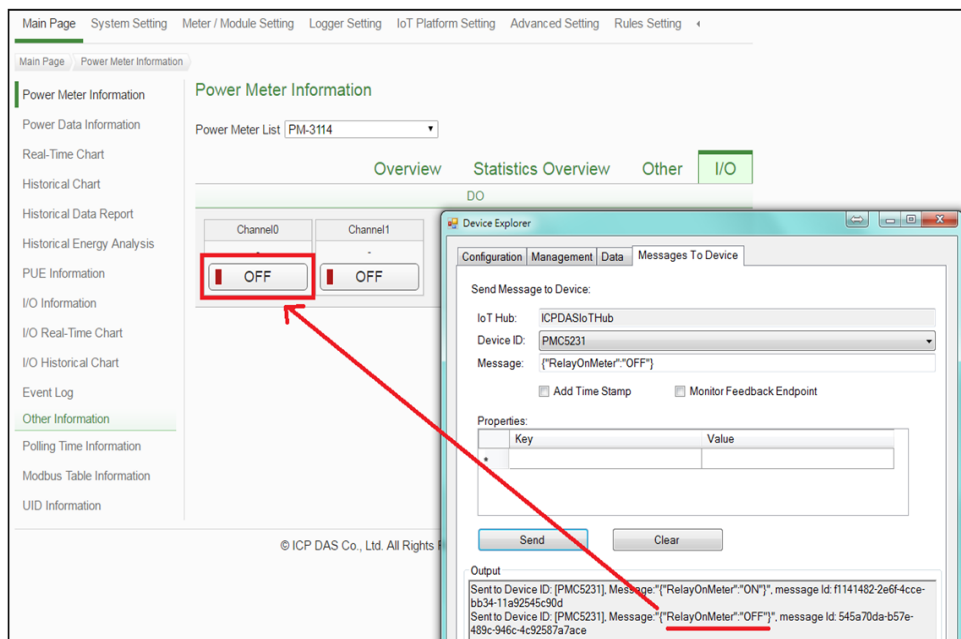 Main Page System Setting Meter / Module Setting Logger Setting IoT Platform Setting Advanced Setting Rules Setting
Main Page Power Meter Information
Power Meter Information
Power Data Information
Real-Time Chart
Historical Chart
Historical Data Report
Historical Energy Analysis
PUE Information
I/O Information
I/O Real-Time Chart
I/O Historical Chart
Event Log
Other Information
Polling Time Information
Modbus Table Information
UID Information
Power Meter Information
Power Meter List PM-3114
Overview Statistics Overview Other I/O
DO
Channel0 Channel1
- -
OFF OFF
© ICP DAS Co., Ltd. All Rights
Device Explorer
Configuration Management Data Messages To Device
Send Message to Device:
IoT Hub: ICPDASIoTHub
Device ID: PMC5231
Message: {"RelayOnMeter":"OFF"}
Add Time Stamp Monitor Feedback Endpoint
Properties:
Key Value
*
Send Clear
Output
Sent to Device ID: [PMC5231], Message:"{"RelayOnMeter":"ON"}", message Id: f1141482-2e6f-4cce-
bb34-11a92545c90d
Sent to Device ID: [PMC5231], Message:"{"RelayOnMeter":"OFF"}", message Id: 545a70da-b57e-
489c-946c-4c92587a7ace